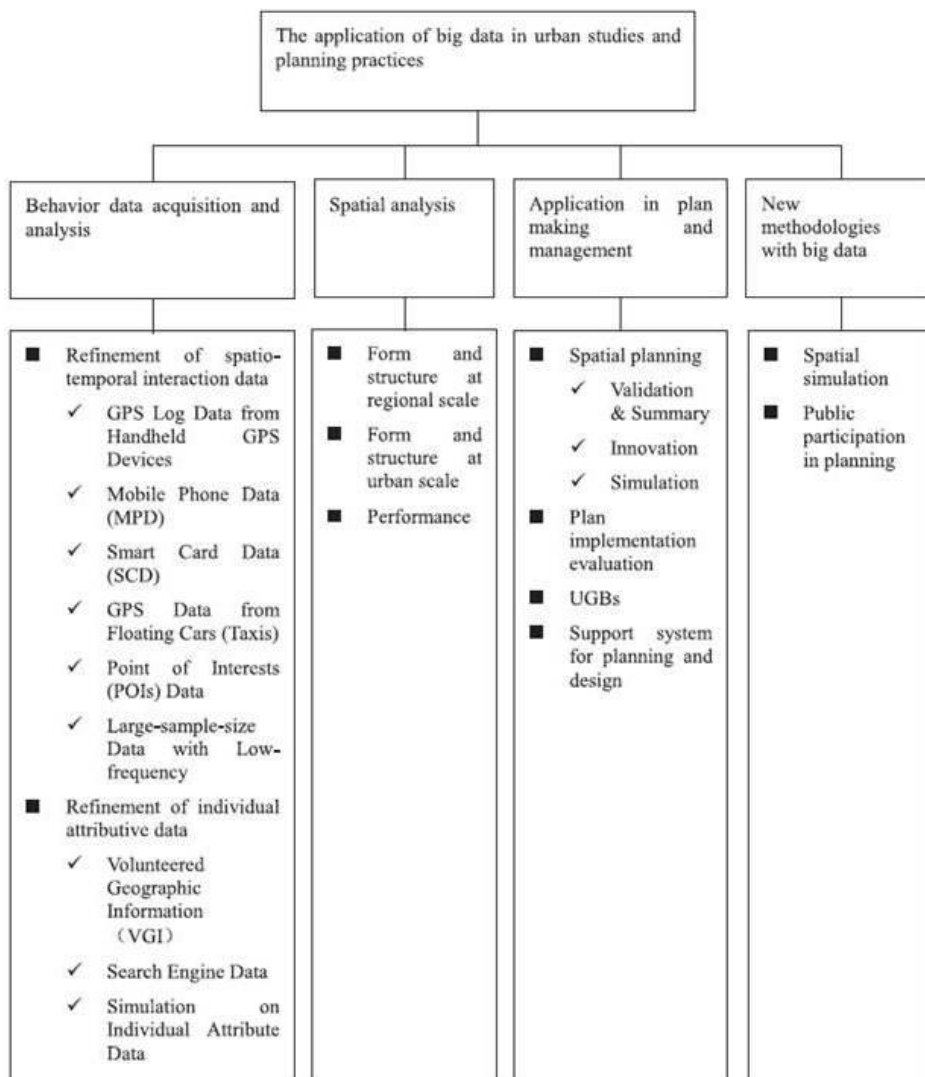 The application of big data in urban studies and
planning practices
Behavior data acquisition and
analysis
Spatial analysis
Application in plan
making and
management
New
methodologies
with big data
■ Refinement of spatio-
temporal interaction data
✓ GPS Log Data from
Handheld GPS
Devices
✓ Mobile Phone Data
(MPD)
✓ Smart Card Data
(SCD)
✓ GPS Data from
Floating Cars (Taxis)
✓ Point of Interests
(POIs) Data
✓ Large-sample-size
Data with Low-
frequency
■ Refinement of individual
attributive data
✓ Volunteered
Geographic
Information
（VGI）
✓ Search Engine Data
✓ Simulation on
Individual Attribute
Data
■ Form and
structure at
regional scale
■ Form and
structure at
urban scale
■ Performance
■ Spatial planning
✓ Validation
& Summary
✓ Innovation
✓ Simulation
■ Plan
implementation
evaluation
■ UGBs
■ Support system
for planning and
design
■ Spatial
simulation
■ Public
participation
in planning